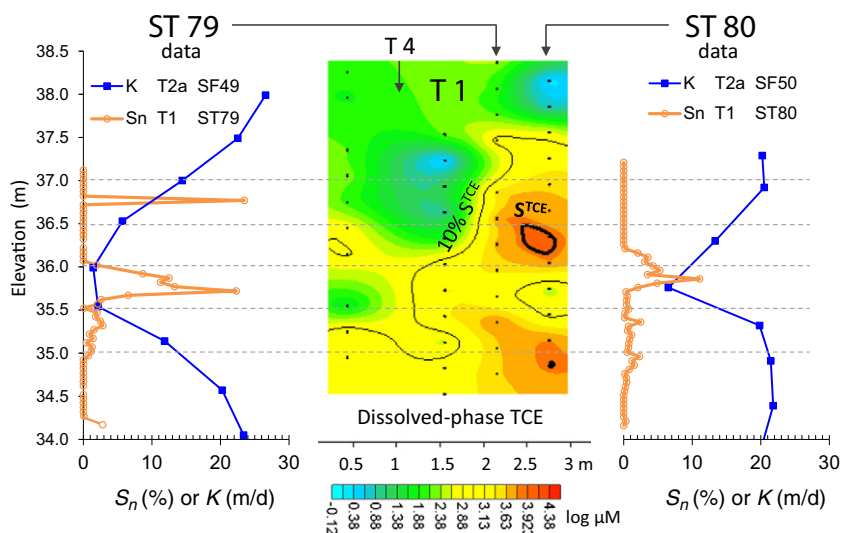 ST 79
data
ST 80
data
T 4
T 1
K T2a SF49
Sn T1 ST79
K T2a SF50
Sn T1 ST80
38.5
38.0
37.5
37.0
36.5
36.0
35.5
35.0
34.5
34.0
Elevation (m)
10% S^TCE
S^TCE
0 10 20 30
Sn (%) or K (m/d)
Dissolved-phase TCE
0.5 1 1.5 2 2.5 3 m
-0.12 0.38 0.88 1.38 1.88 2.38 2.88 3.13 3.63 3.923 4.38
log µM
0 10 20 30
Sn (%) or K (m/d)